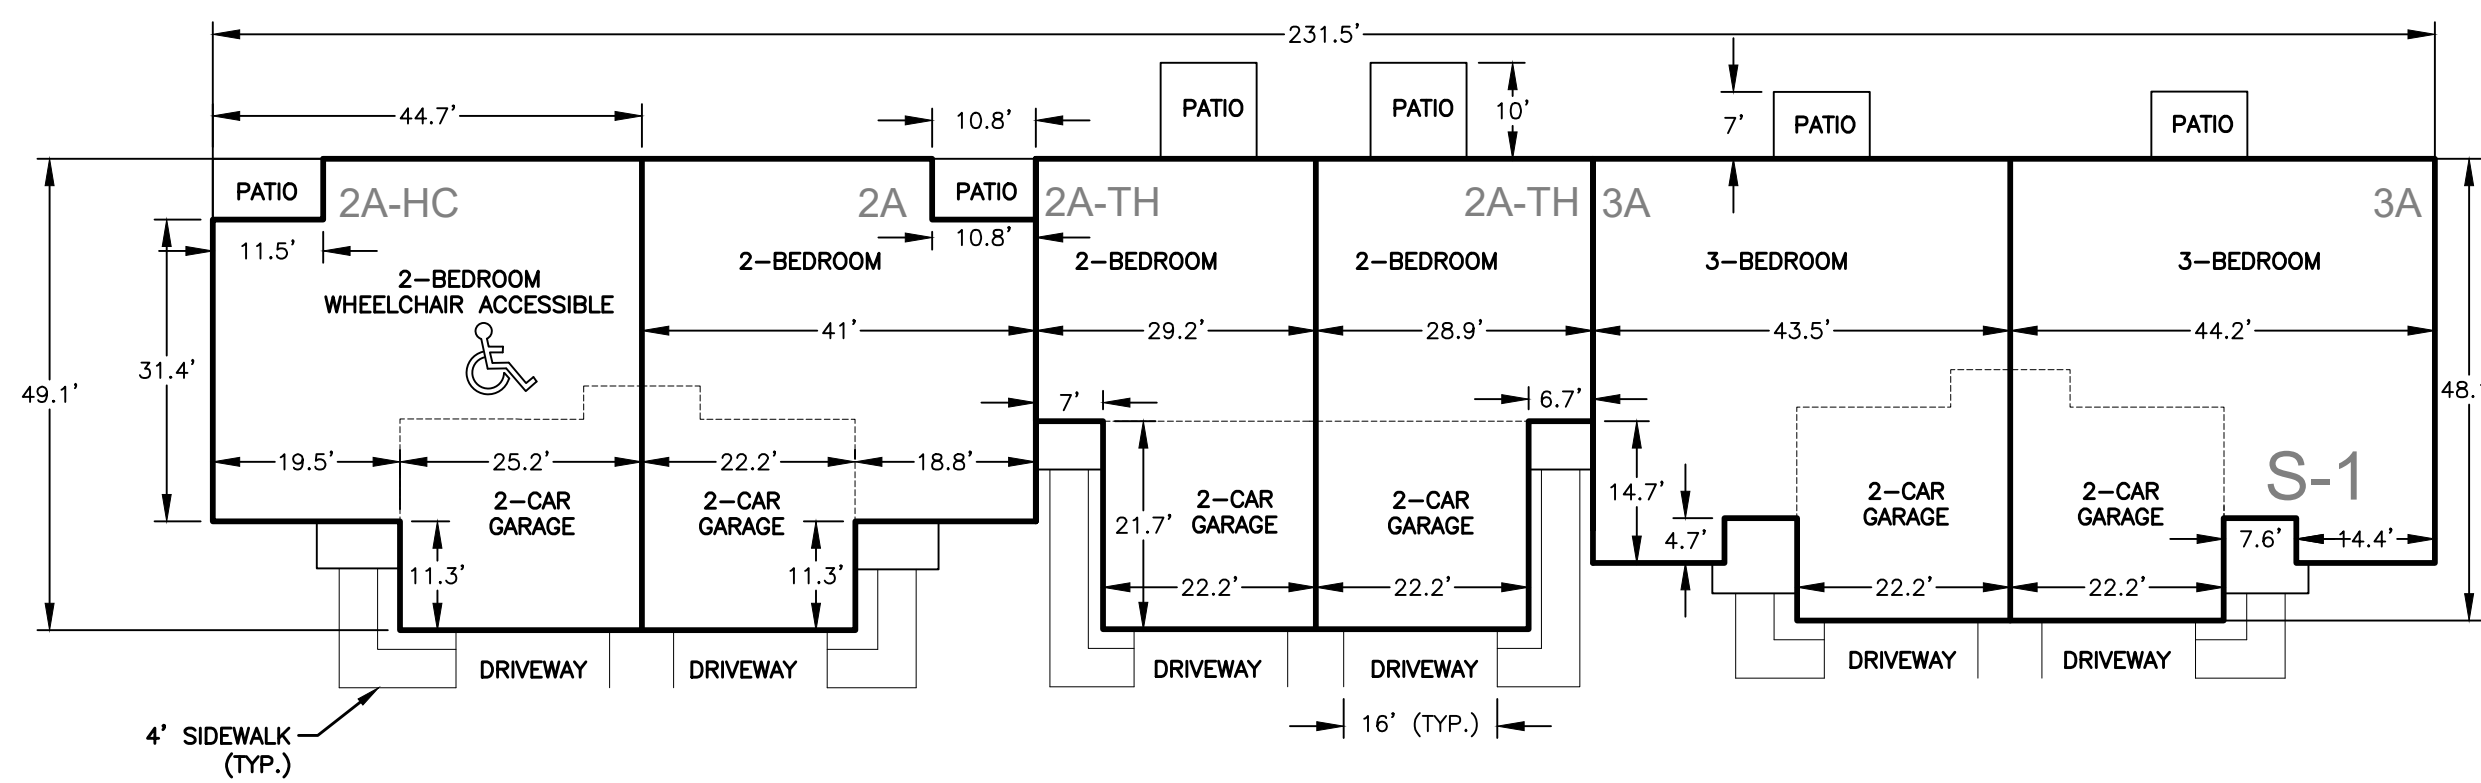 231.5'
44.7'
10.8'
10'
7'
PATIO
PATIO
PATIO
PATIO
PATIO
2A-HC
2A
PATIO
2A-TH
2A-TH
3A
3A
11.5'
10.8'
2-BEDROOM
WHEELCHAIR ACCESSIBLE
2-BEDROOM
2-BEDROOM
2-BEDROOM
3-BEDROOM
3-BEDROOM
41'
29.2'
28.9'
43.5'
44.2'
49.1'
31.4'
7'
6.7'
48.
19.5'
25.2'
22.2'
18.8'
14.7'
S-1
2-CAR
GARAGE
2-CAR
GARAGE
2-CAR
GARAGE
2-CAR
GARAGE
2-CAR
GARAGE
2-CAR
GARAGE
21.7'
4.7'
7.6'
14.4'
11.3'
11.3'
22.2'
22.2'
22.2'
22.2'
DRIVEWAY
DRIVEWAY
DRIVEWAY
DRIVEWAY
DRIVEWAY
DRIVEWAY
16' (TYP.)
4' SIDEWALK
(TYP.)